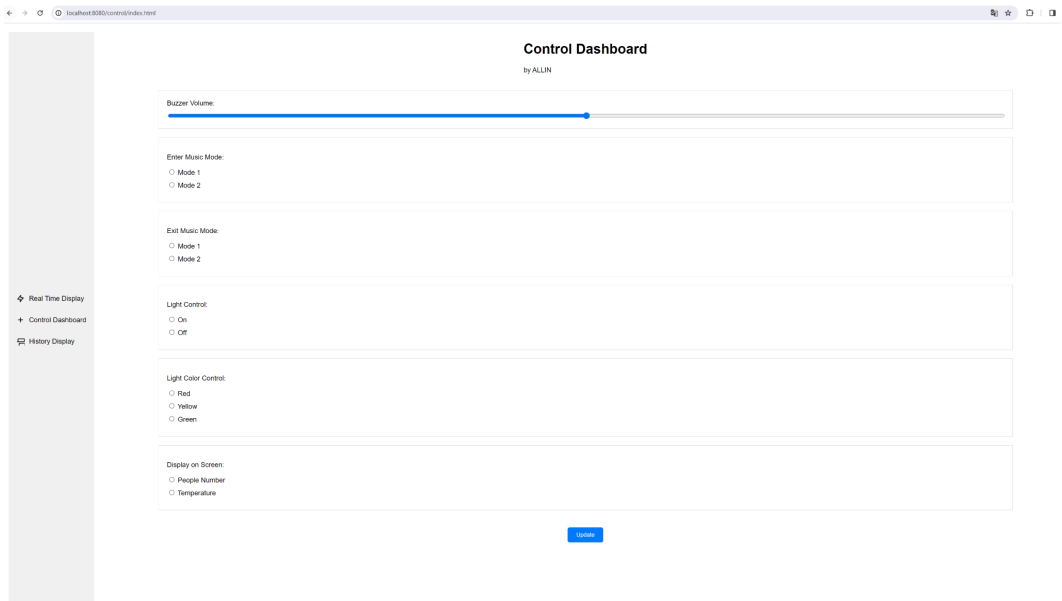 localhost:8080/control/index.html
Control Dashboard
by ALLIN
Buzzer Volume:
Enter Music Mode:
Mode 1
Mode 2
Exit Music Mode:
Mode 1
Mode 2
Real Time Display
Control Dashboard
History Display
Light Control:
On
Off
Light Color Control:
Red
Yellow
Green
Display on Screen:
People Number
Temperature
Update